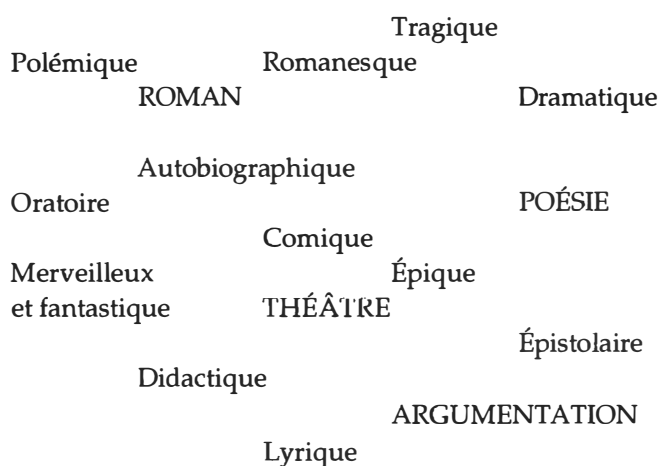 Tragique
Polémique Romanesque
ROMAN Dramatique
Autobiographique
Oratoire POÉSIE
Comique
Merveilleux Épique
et fantastique THÉÂTRE
Épistolaire
Didactique
ARGUMENTATION
Lyrique